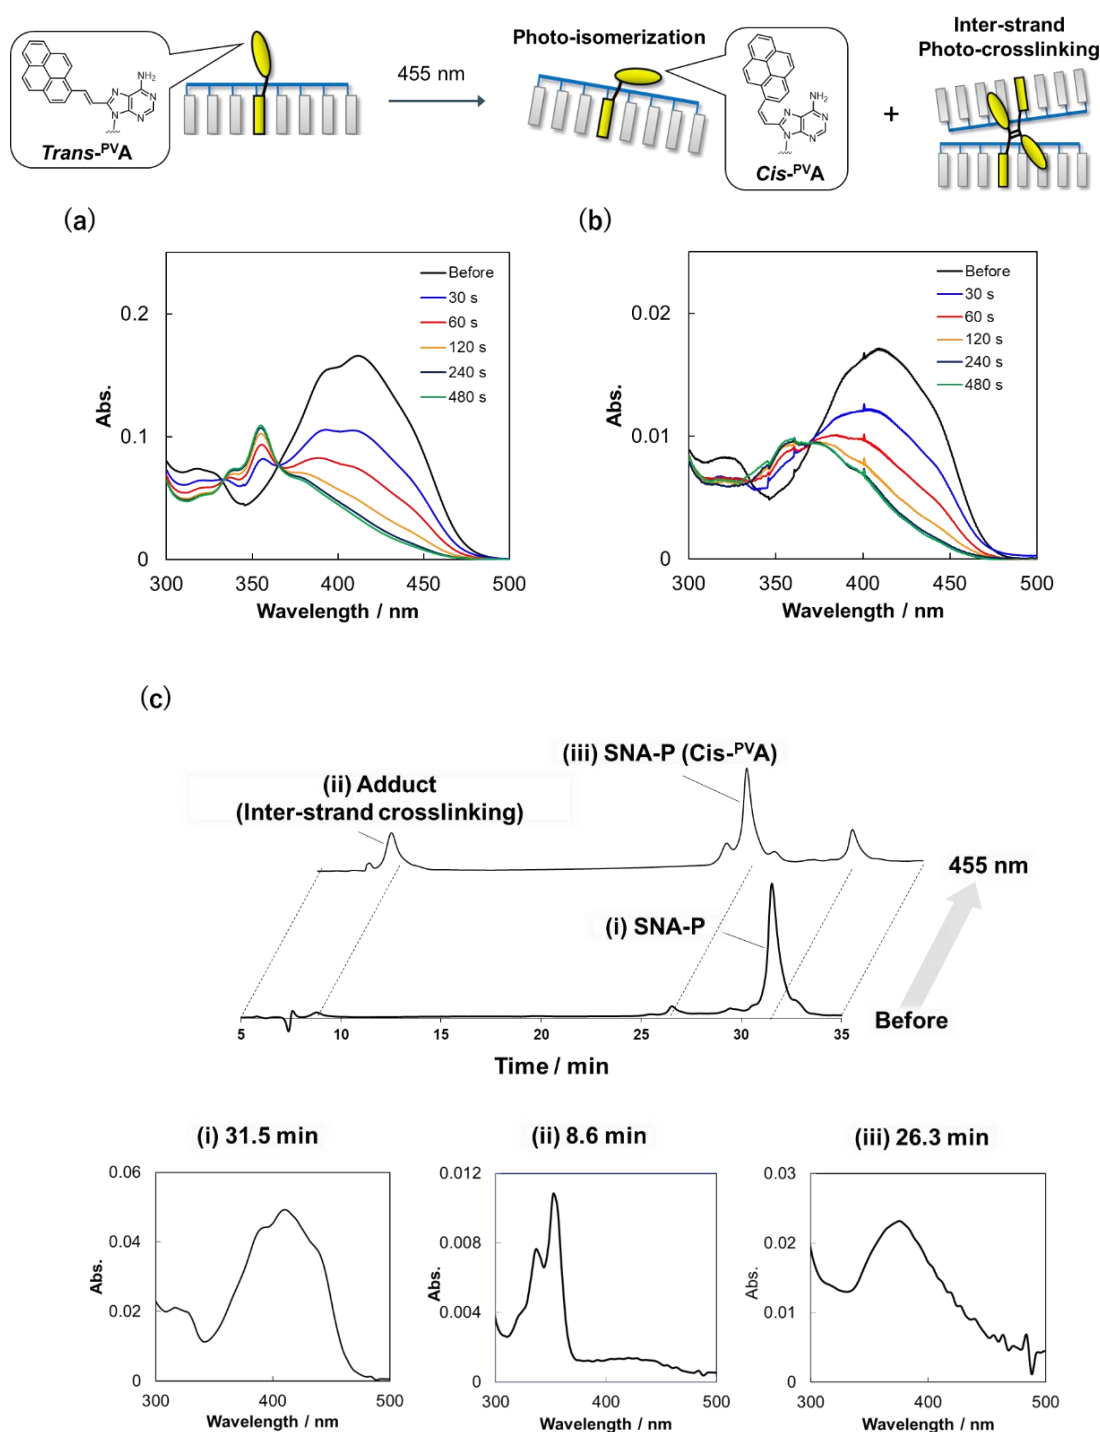 Photo-isomerization
Inter-strand
Photo-crosslinking
455 nm
NH₂
N
N
N
N
Trans-ᴾⱽA
NH₂
N
N
N
N
Cis-ᴾⱽA
+
(a)
(b)
Before
30 s
60 s
120 s
240 s
480 s
0.2
0.1
0
Abs.
300
350
400
450
500
Wavelength / nm
Before
30 s
60 s
120 s
240 s
480 s
0.02
0.01
0
Abs.
300
350
400
450
500
Wavelength / nm
(c)
(iii) SNA-P (Cis-ᴾⱽA)
(ii) Adduct
(Inter-strand crosslinking)
455 nm
(i) SNA-P
Before
5
10
15
20
25
30
35
Time / min
(i) 31.5 min
(ii) 8.6 min
(iii) 26.3 min
0.06
0.04
0.02
0
Abs.
300
400
500
Wavelength / nm
0.012
0.008
0.004
0
Abs.
300
400
500
Wavelength / nm
0.03
0.02
0.01
0
Abs.
300
400
500
Wavelength / nm